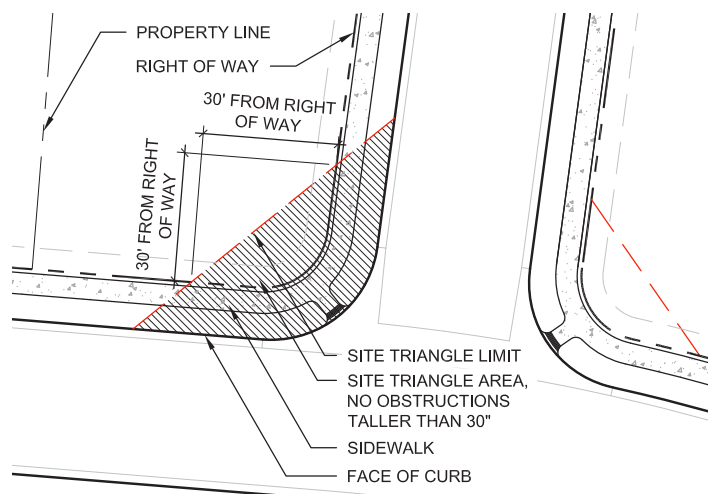 PROPERTY LINE
RIGHT OF WAY
30' FROM RIGHT
OF WAY
30' FROM RIGHT
OF WAY
SITE TRIANGLE LIMIT
SITE TRIANGLE AREA,
NO OBSTRUCTIONS
TALLER THAN 30"
SIDEWALK
FACE OF CURB